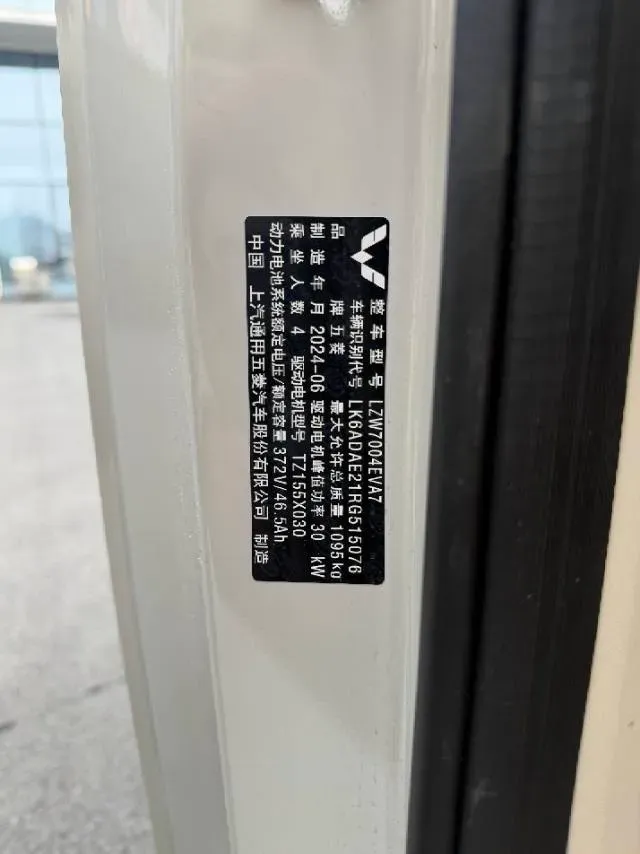 整车型号 LZW7004EVA7
车辆识别代号 LK6ADAE21RG515076
品牌 五菱 最大允许总质量 1095kg
制造年月 2024-06 驱动电机峰值功率 30 kW
乘坐人数 4 驱动电机型号 TZ155X030
动力电池系统额定电压/额定容量 372V/46.5Ah
中国 上汽通用五菱汽车股份有限公司 制造